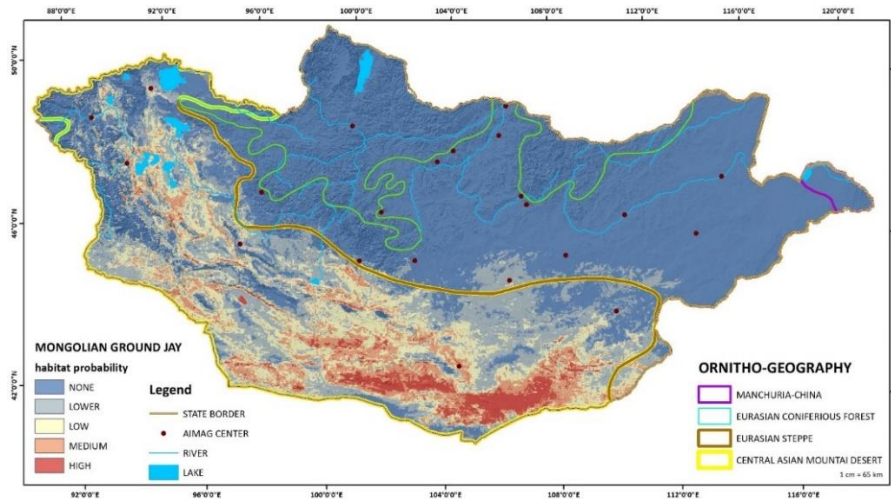 88°0'0"E 92°0'0"E 96°0'0"E 100°0'0"E 104°0'0"E 108°0'0"E 112°0'0"E 116°0'0"E 120°0'0"E
50°0'0"N
46°0'0"N
42°0'0"N
MONGOLIAN GROUND JAY
habitat probability
NONE
LOWER
LOW
MEDIUM
HIGH
Legend
STATE BORDER
AIMAG CENTER
RIVER
LAKE
ORNITHO-GEOGRAPHY
MANCHURIA-CHINA
EURASIAN CONIFERIOUS FOREST
EURASIAN STEPPE
CENTRAL ASIAN MOUNTAI DESERT
1 cm = 65 km
92°0'0"E 96°0'0"E 100°0'0"E 104°0'0"E 108°0'0"E 112°0'0"E 116°0'0"E